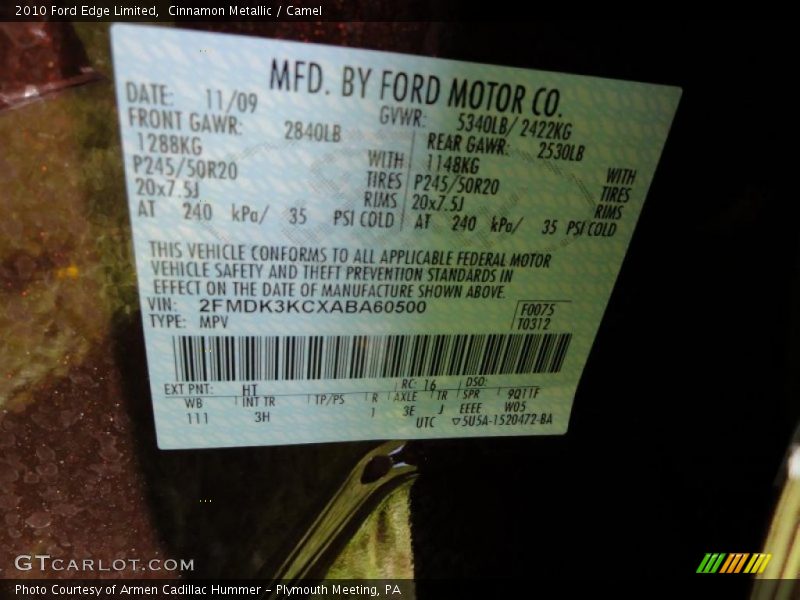 2010 Ford Edge Limited,  Cinnamon Metallic / Camel
MFD. BY FORD MOTOR CO.
DATE: 11/09 GVWR: 5340LB/ 2422KG
FRONT GAWR: 2840LB REAR GAWR: 2530LB
1288KG WITH 1148KG WITH
P245/50R20 TIRES P245/50R20 TIRES
20x7.5J RIMS 20x7.5J RIMS
AT 240 kPa/ 35 PSI COLD AT 240 kPa/ 35 PSI COLD
THIS VEHICLE CONFORMS TO ALL APPLICABLE FEDERAL MOTOR
VEHICLE SAFETY AND THEFT PREVENTION STANDARDS IN
EFFECT ON THE DATE OF MANUFACTURE SHOWN ABOVE.
VIN: 2FMDK3KCXABA60500 F0075
TYPE: MPV T0312
EXT PNT: HT RC: 16 DSO:
WB INT TR TP/PS R AXLE TR SPR 9Q11F
111 3H 1 3E J EEEE W05
UTC ▽5U5A-1520472-BA
GTCARLOT.COM
Photo Courtesy of Armen Cadillac Hummer - Plymouth Meeting, PA